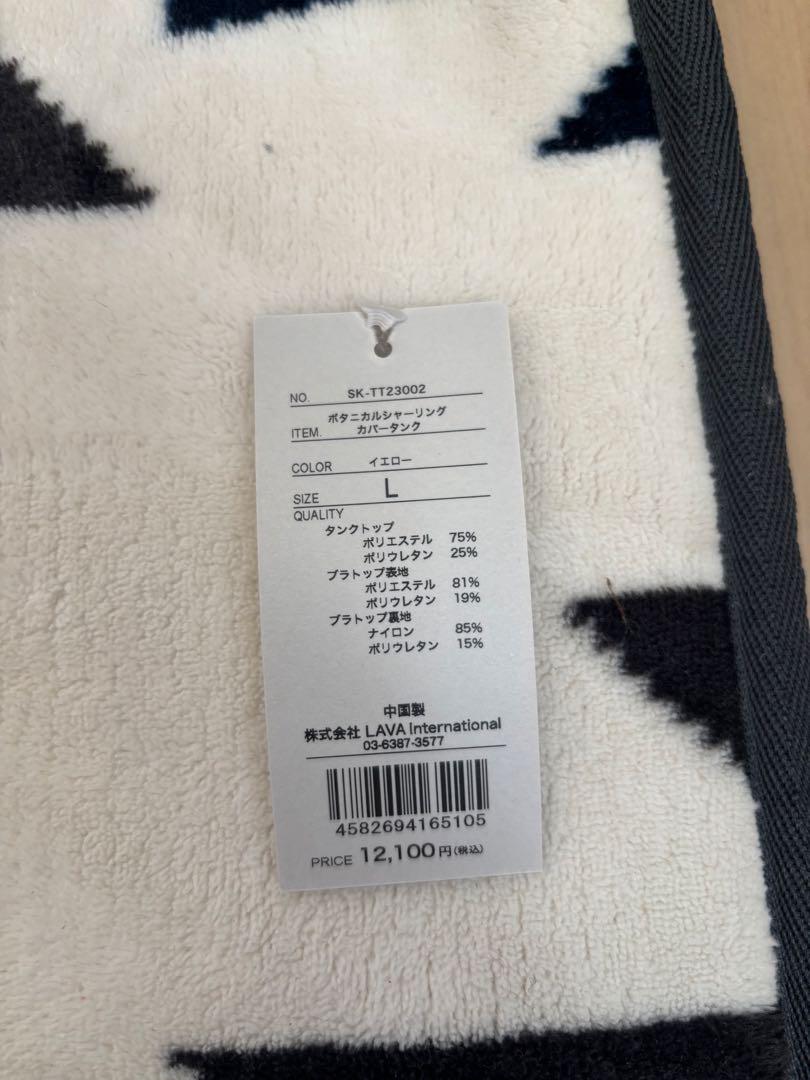 NO. SK-TT23002
ボタニカルシャーリング
ITEM. カバータンク
COLOR イエロー
SIZE L
QUALITY
タンクトップ
ポリエステル 75%
ポリウレタン 25%
ブラトップ表地
ポリエステル 81%
ポリウレタン 19%
ブラトップ裏地
ナイロン 85%
ポリウレタン 15%
中国製
株式会社 LAVA International
03-6387-3577
4582694165105
PRICE 12,100円(税込)